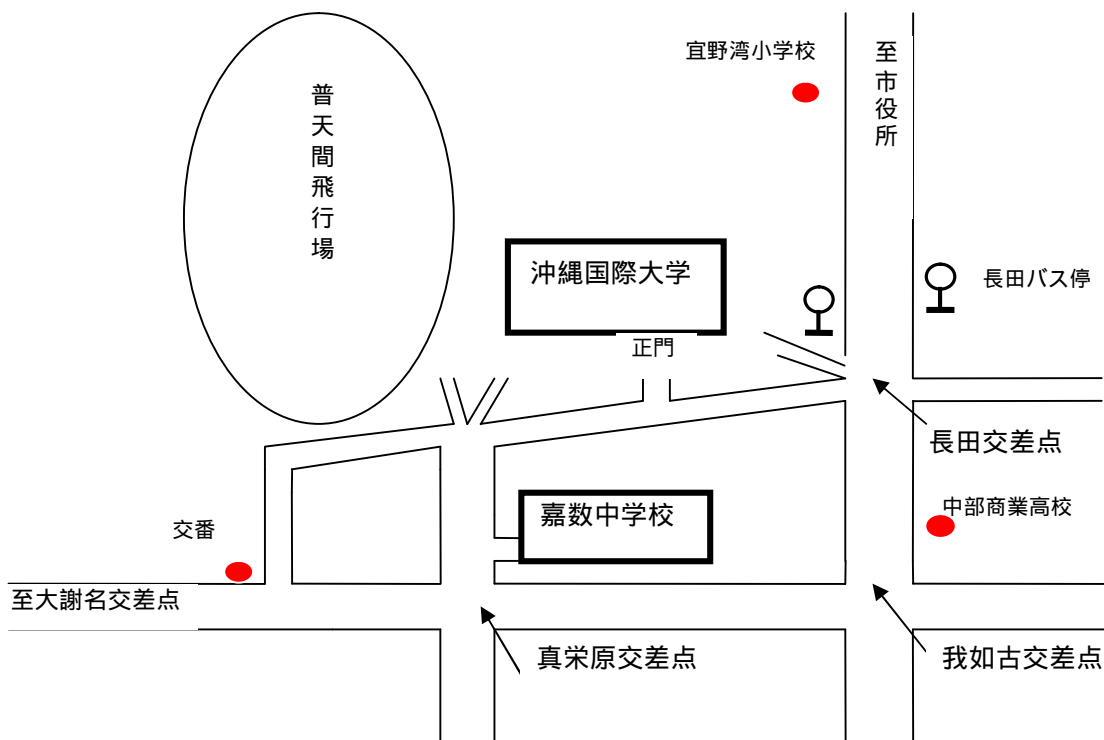 宜野湾小学校
至市役所
普天間飛行場
沖縄国際大学
長田バス停
正門
長田交差点
中部商業高校
嘉数中学校
交番
至大謝名交差点
真栄原交差点
我如古交差点